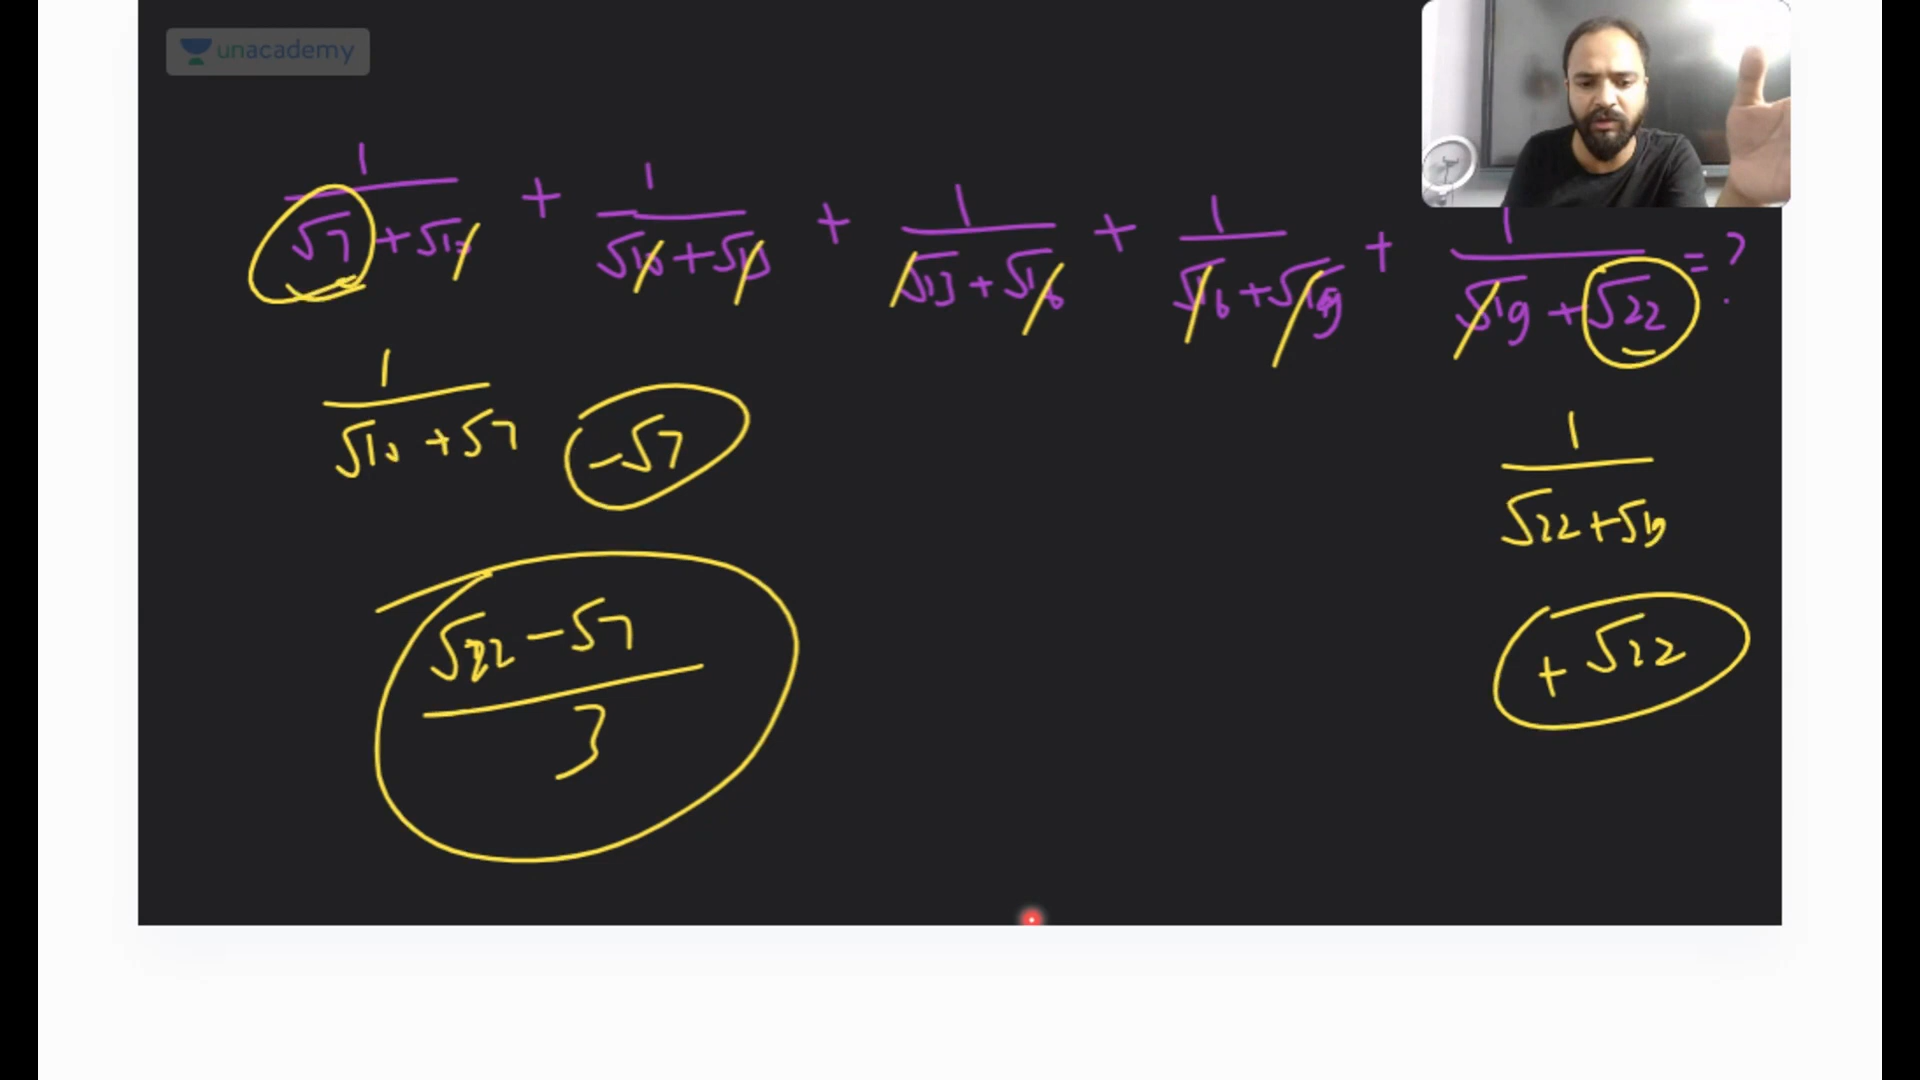 unacademy
1/(√7 + √10) + 1/(√10 + √13) + 1/(√13 + √16) + 1/(√16 + √19) + 1/(√19 + √22) = ?
1/(√10 + √7) -√7
1/(√22 + √19)
(√22 - √7)/3
+√22